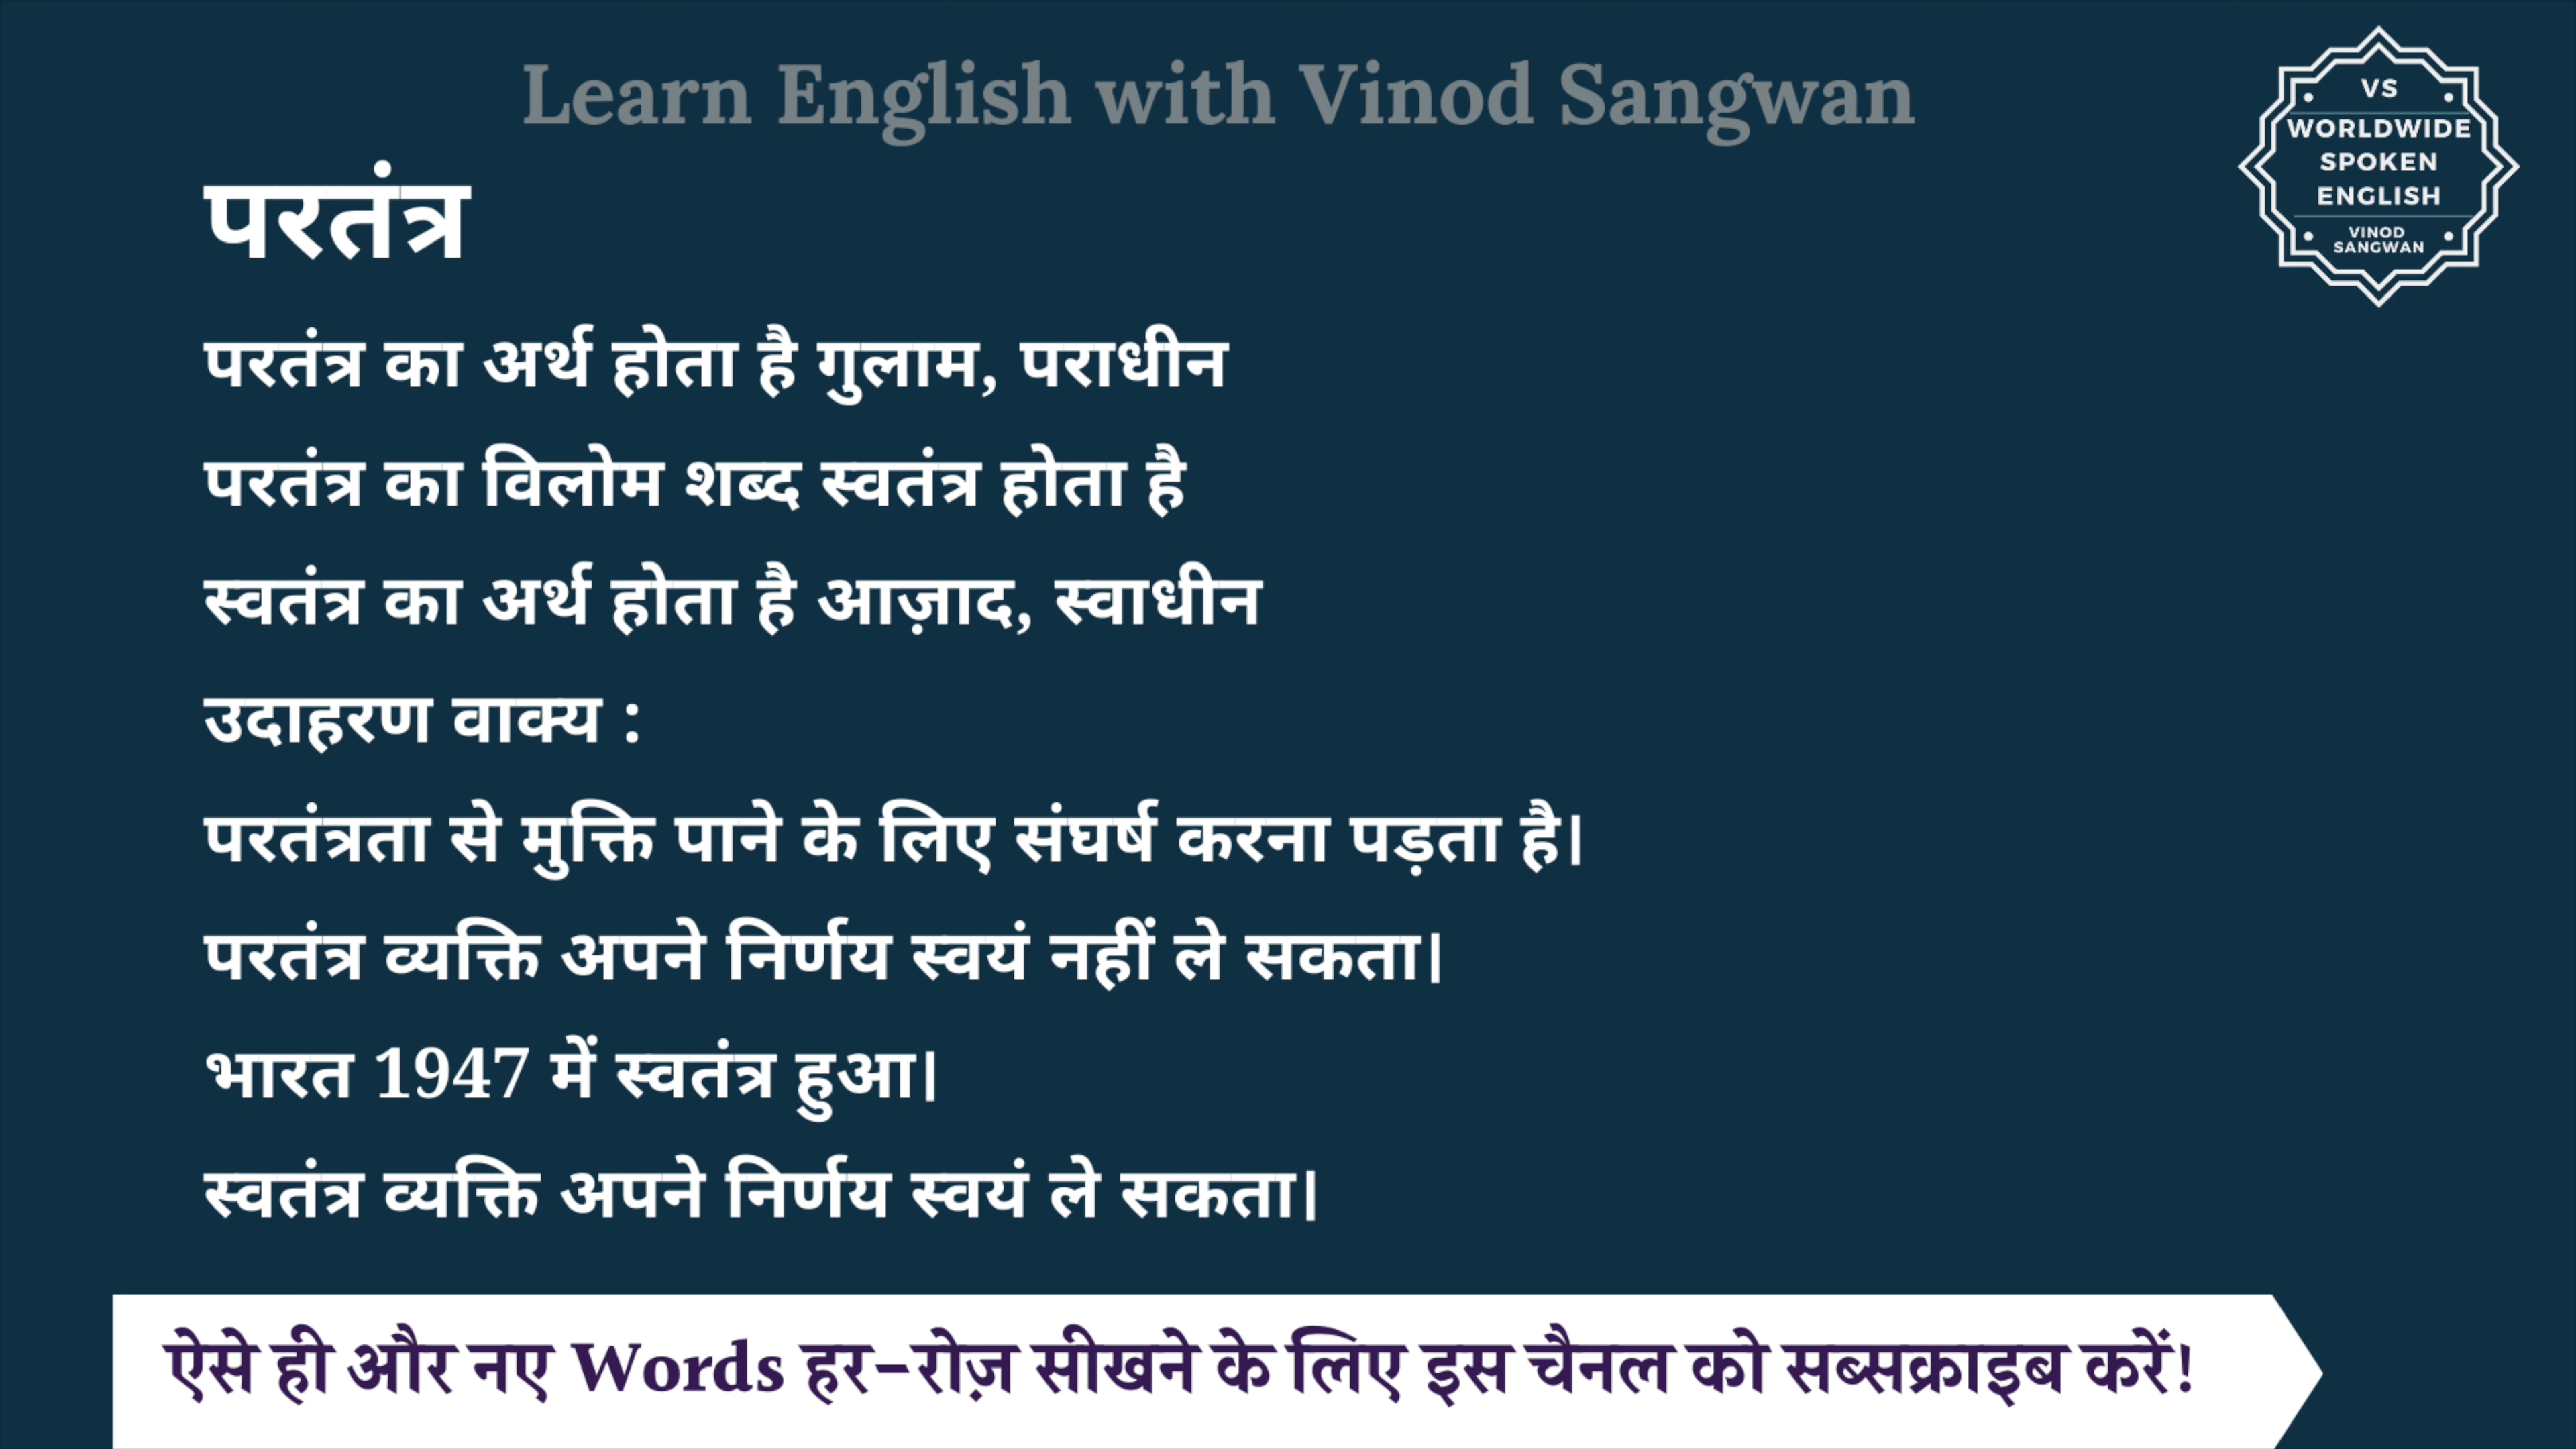 Learn English with Vinod Sangwan
VS
WORLDWIDE
SPOKEN
ENGLISH
VINOD
SANGWAN
परतंत्र
परतंत्र का अर्थ होता है गुलाम, पराधीन
परतंत्र का विलोम शब्द स्वतंत्र होता है
स्वतंत्र का अर्थ होता है आज़ाद, स्वाधीन
उदाहरण वाक्य :
परतंत्रता से मुक्ति पाने के लिए संघर्ष करना पड़ता है।
परतंत्र व्यक्ति अपने निर्णय स्वयं नहीं ले सकता।
भारत 1947 में स्वतंत्र हुआ।
स्वतंत्र व्यक्ति अपने निर्णय स्वयं ले सकता।
ऐसे ही और नए Words हर-रोज़ सीखने के लिए इस चैनल को सब्सक्राइब करें!